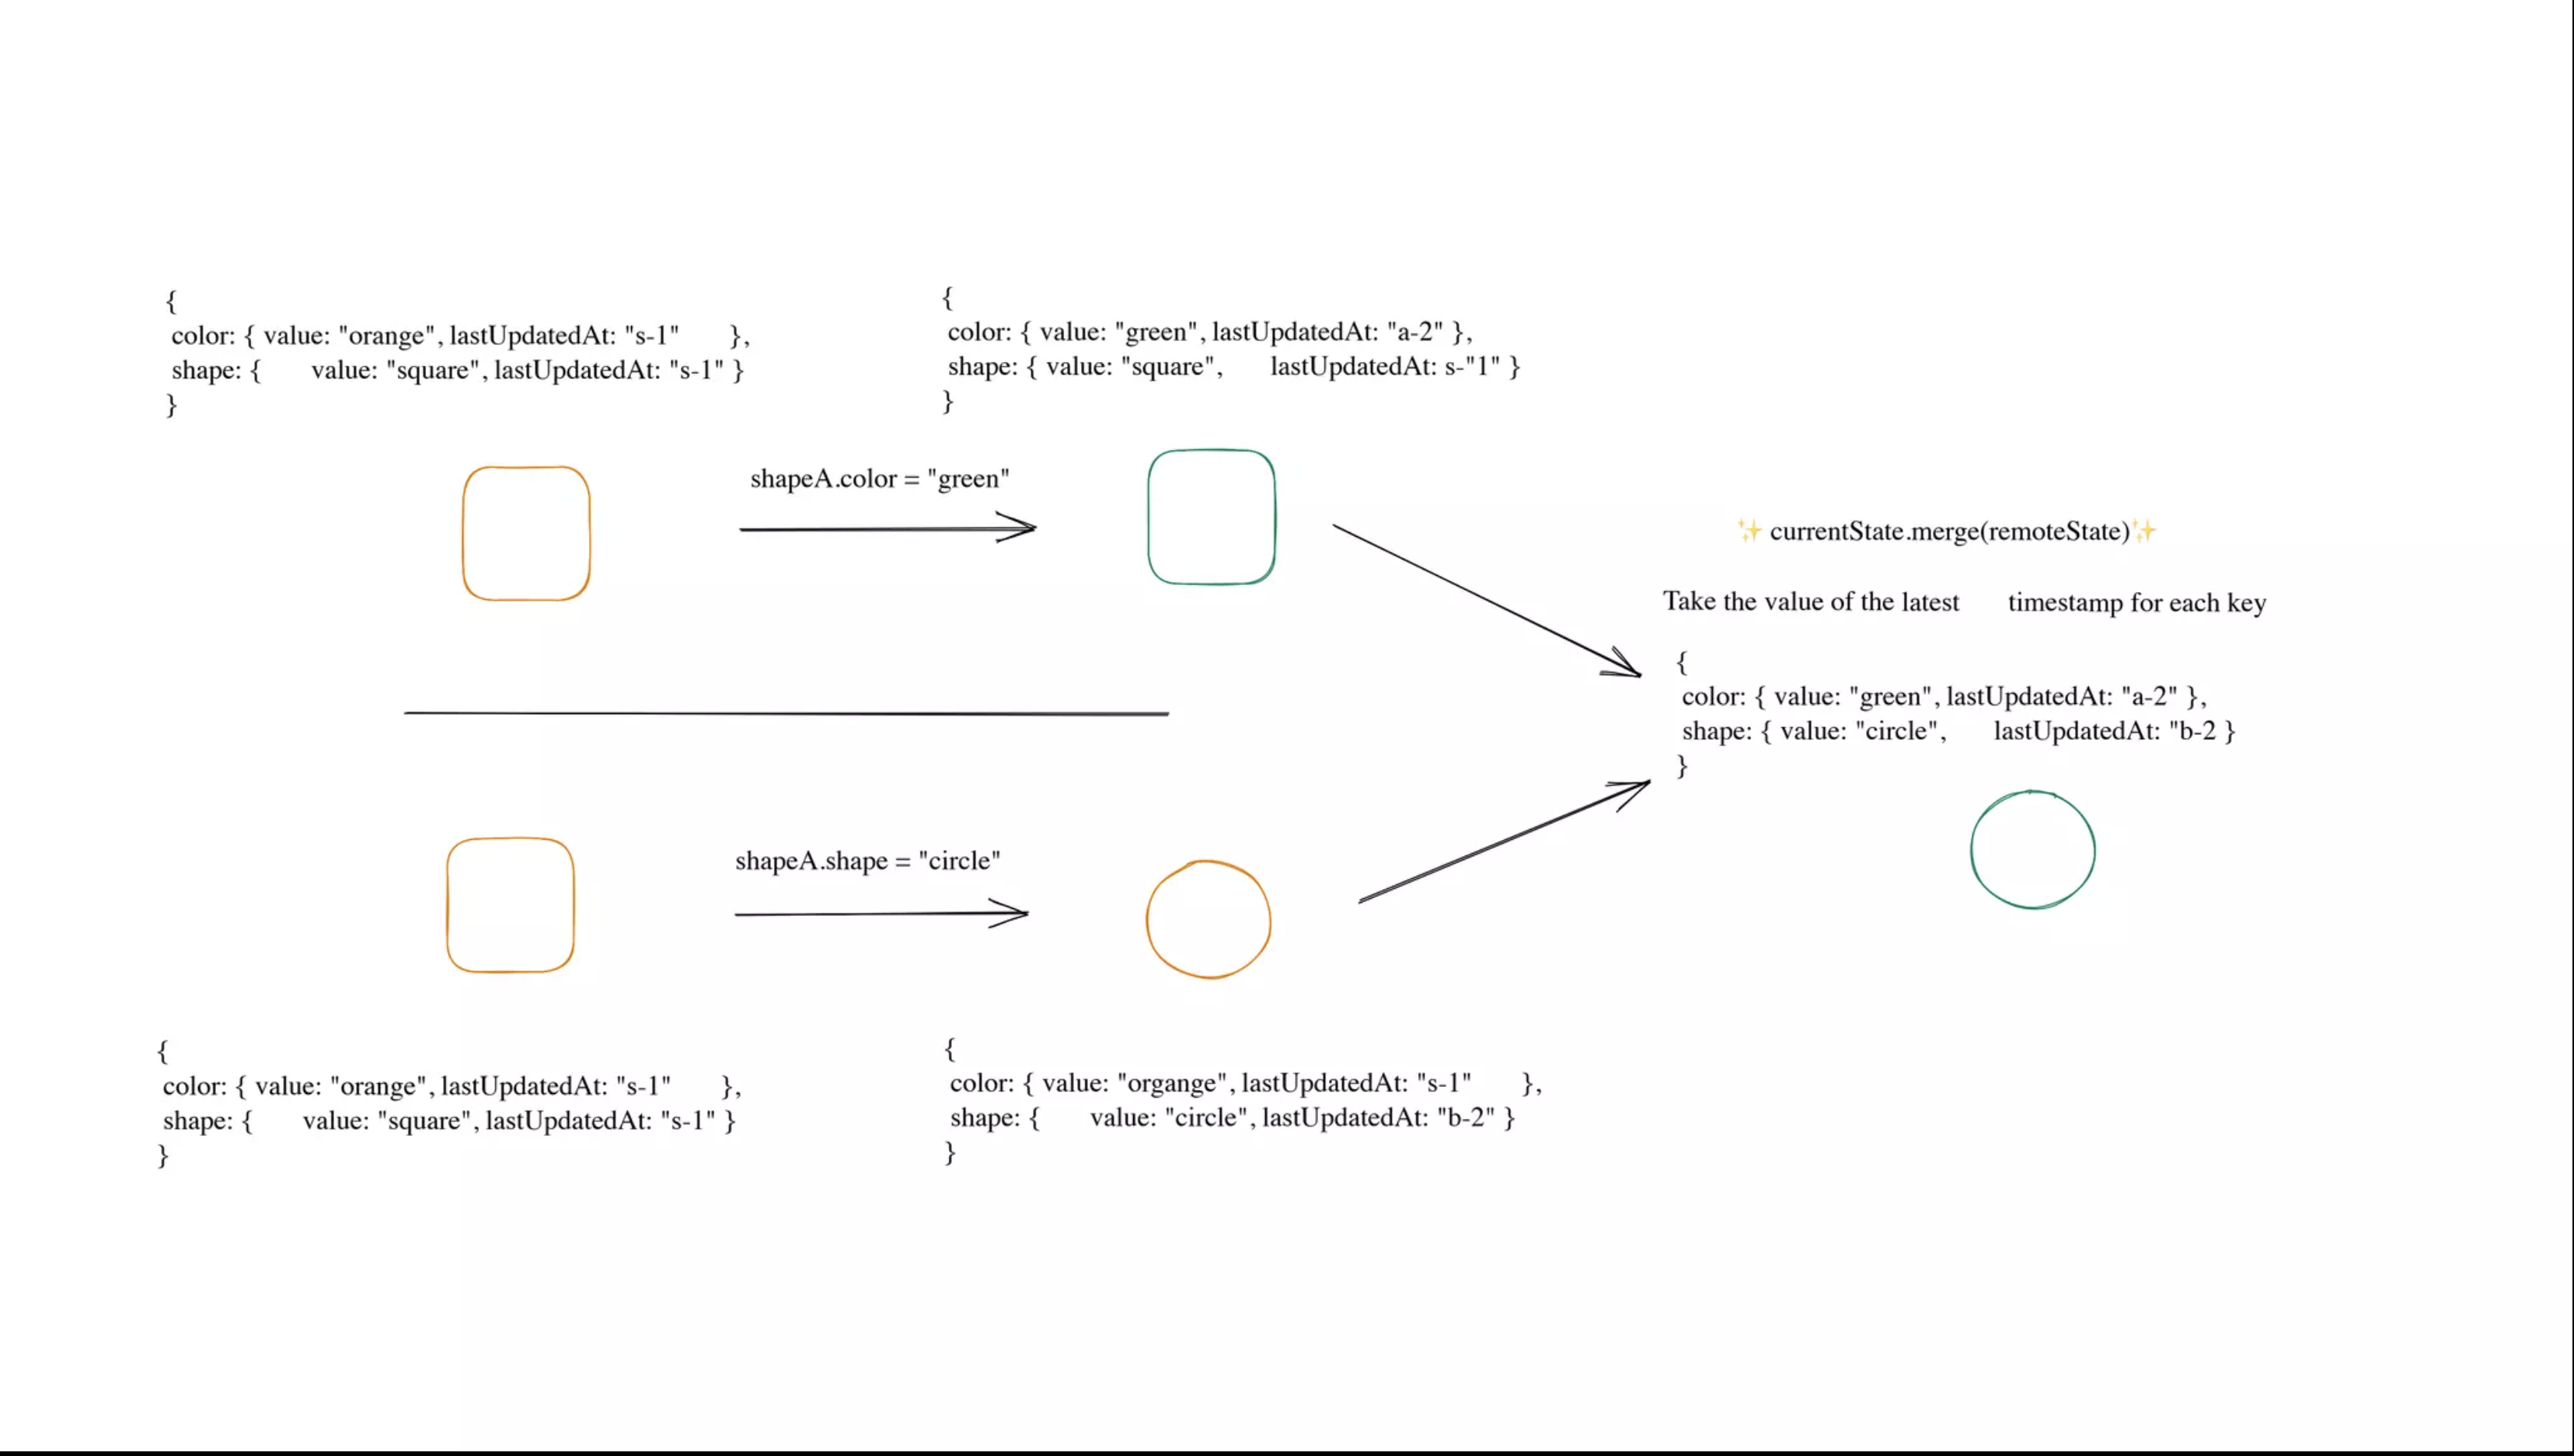 {
color: { value: "orange", lastUpdatedAt: "s-1" },
shape: { value: "square", lastUpdatedAt: "s-1" }
}
{
color: { value: "green", lastUpdatedAt: "a-2" },
shape: { value: "square", lastUpdatedAt: s-"1" }
}
shapeA.color = "green"
✨ currentState.merge(remoteState)✨
Take the value of the latest timestamp for each key
{
color: { value: "green", lastUpdatedAt: "a-2" },
shape: { value: "circle", lastUpdatedAt: "b-2 }
}
shapeA.shape = "circle"
{
color: { value: "orange", lastUpdatedAt: "s-1" },
shape: { value: "square", lastUpdatedAt: "s-1" }
}
{
color: { value: "organge", lastUpdatedAt: "s-1" },
shape: { value: "circle", lastUpdatedAt: "b-2" }
}